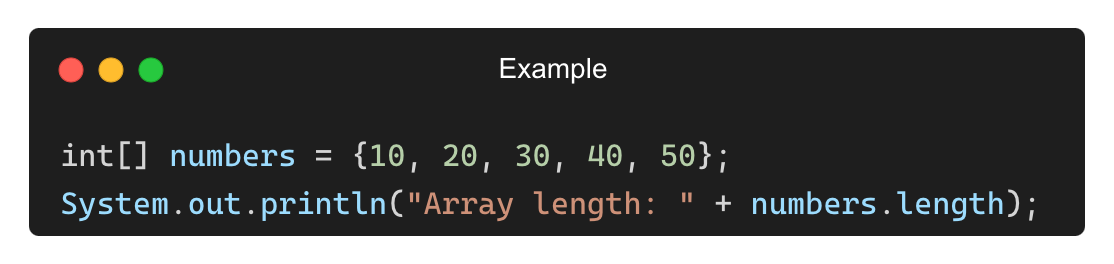 Example
int[] numbers = {10, 20, 30, 40, 50};
System.out.println("Array length: " + numbers.length);